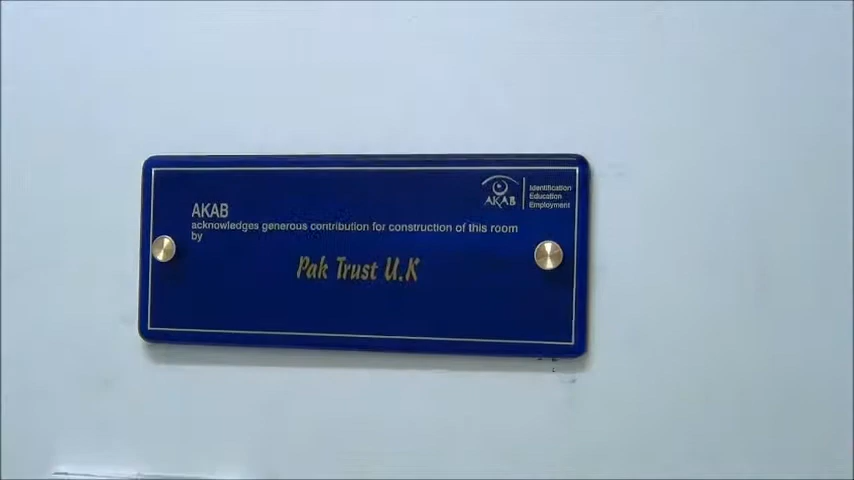 AKAB
Identification
Education
Employment
AKAB
acknowledges generous contribution for construction of this room
by
Pak Trust U.K